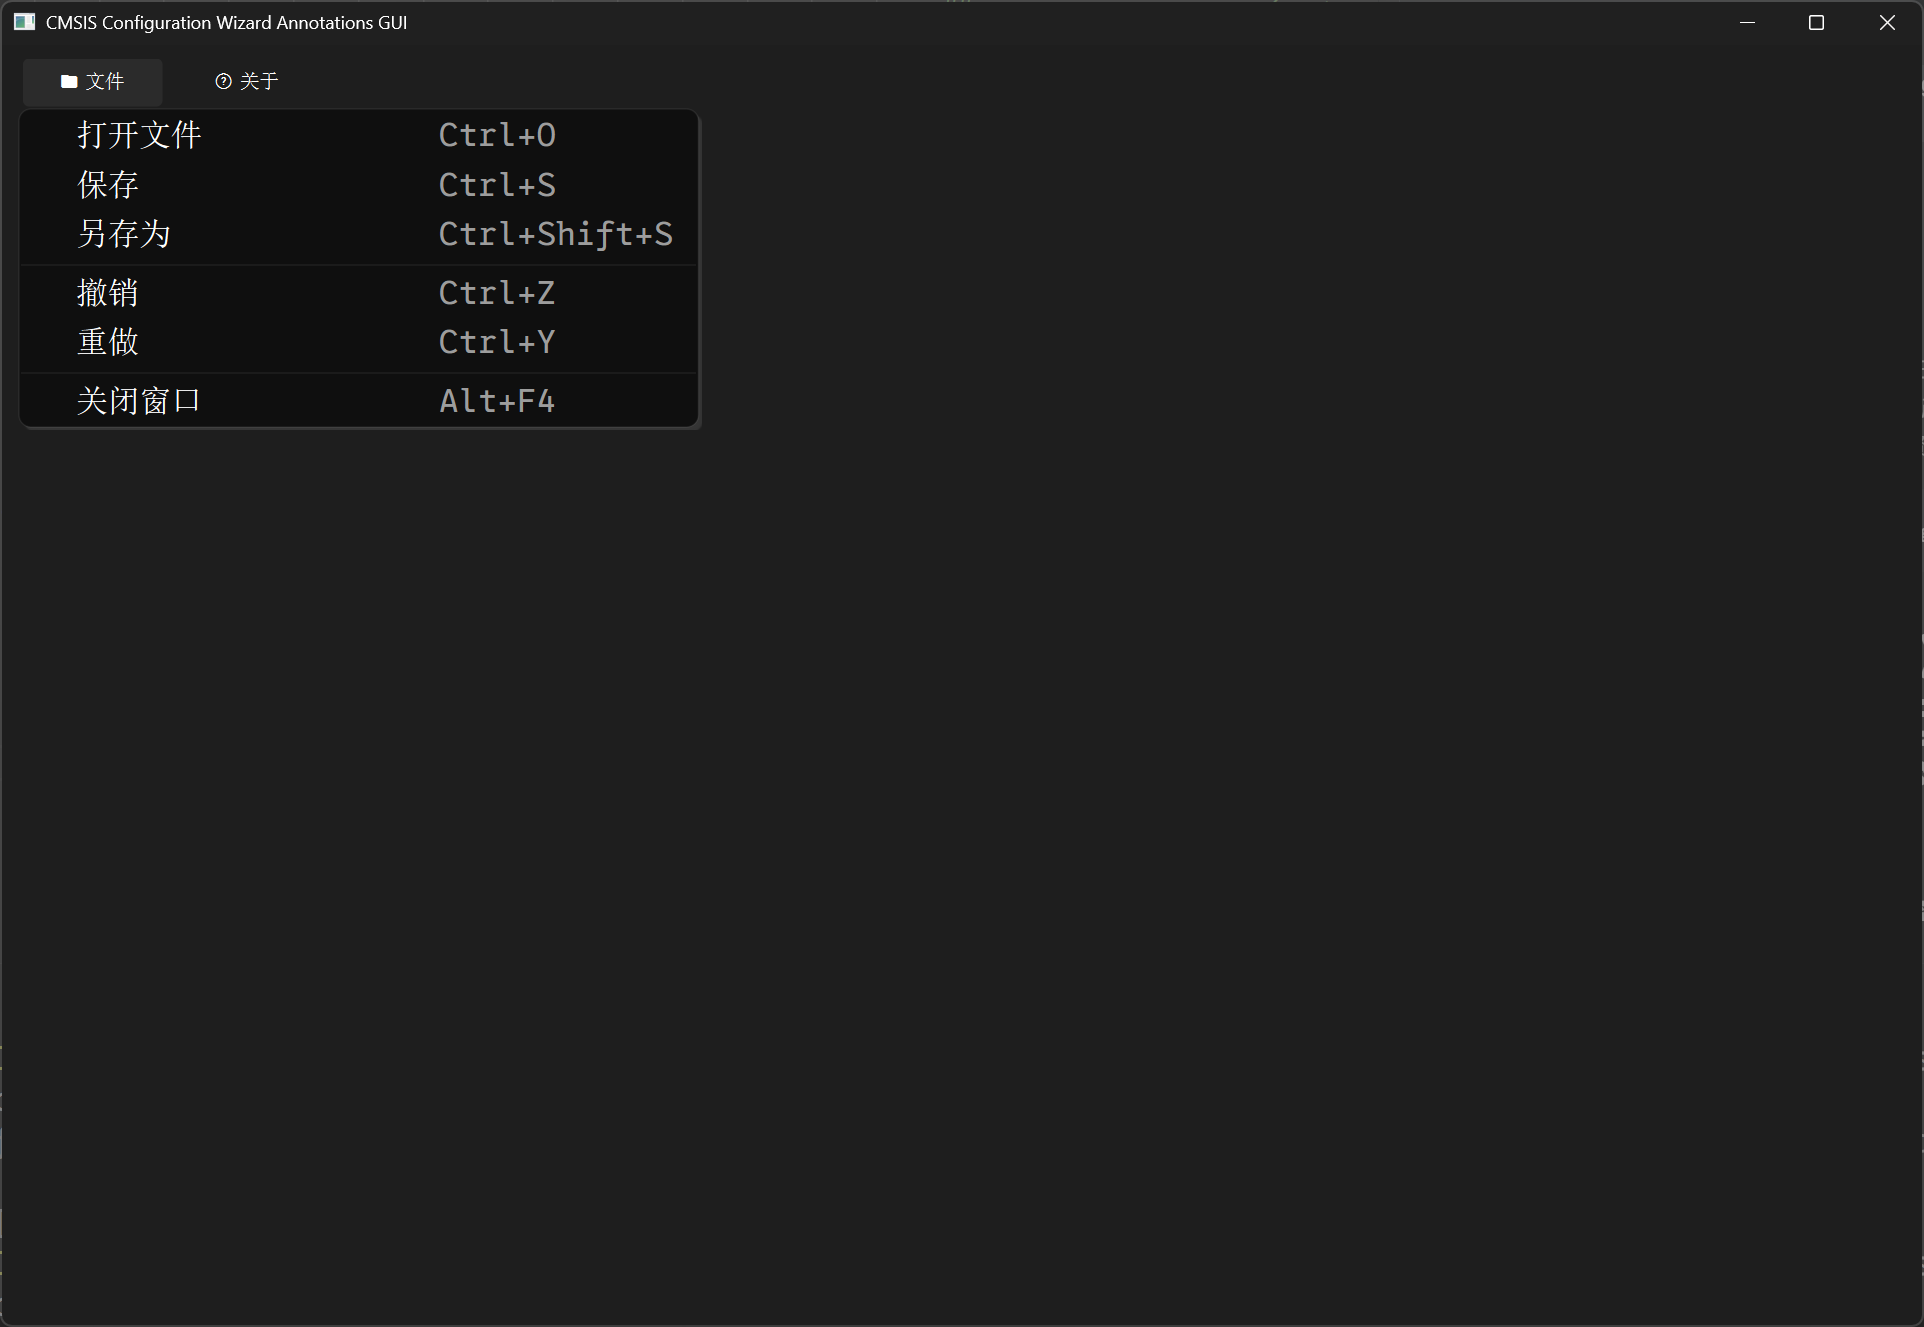 CMSIS Configuration Wizard Annotations GUI
文件 关于
打开文件 Ctrl+O
保存 Ctrl+S
另存为 Ctrl+Shift+S
撤销 Ctrl+Z
重做 Ctrl+Y
关闭窗口 Alt+F4